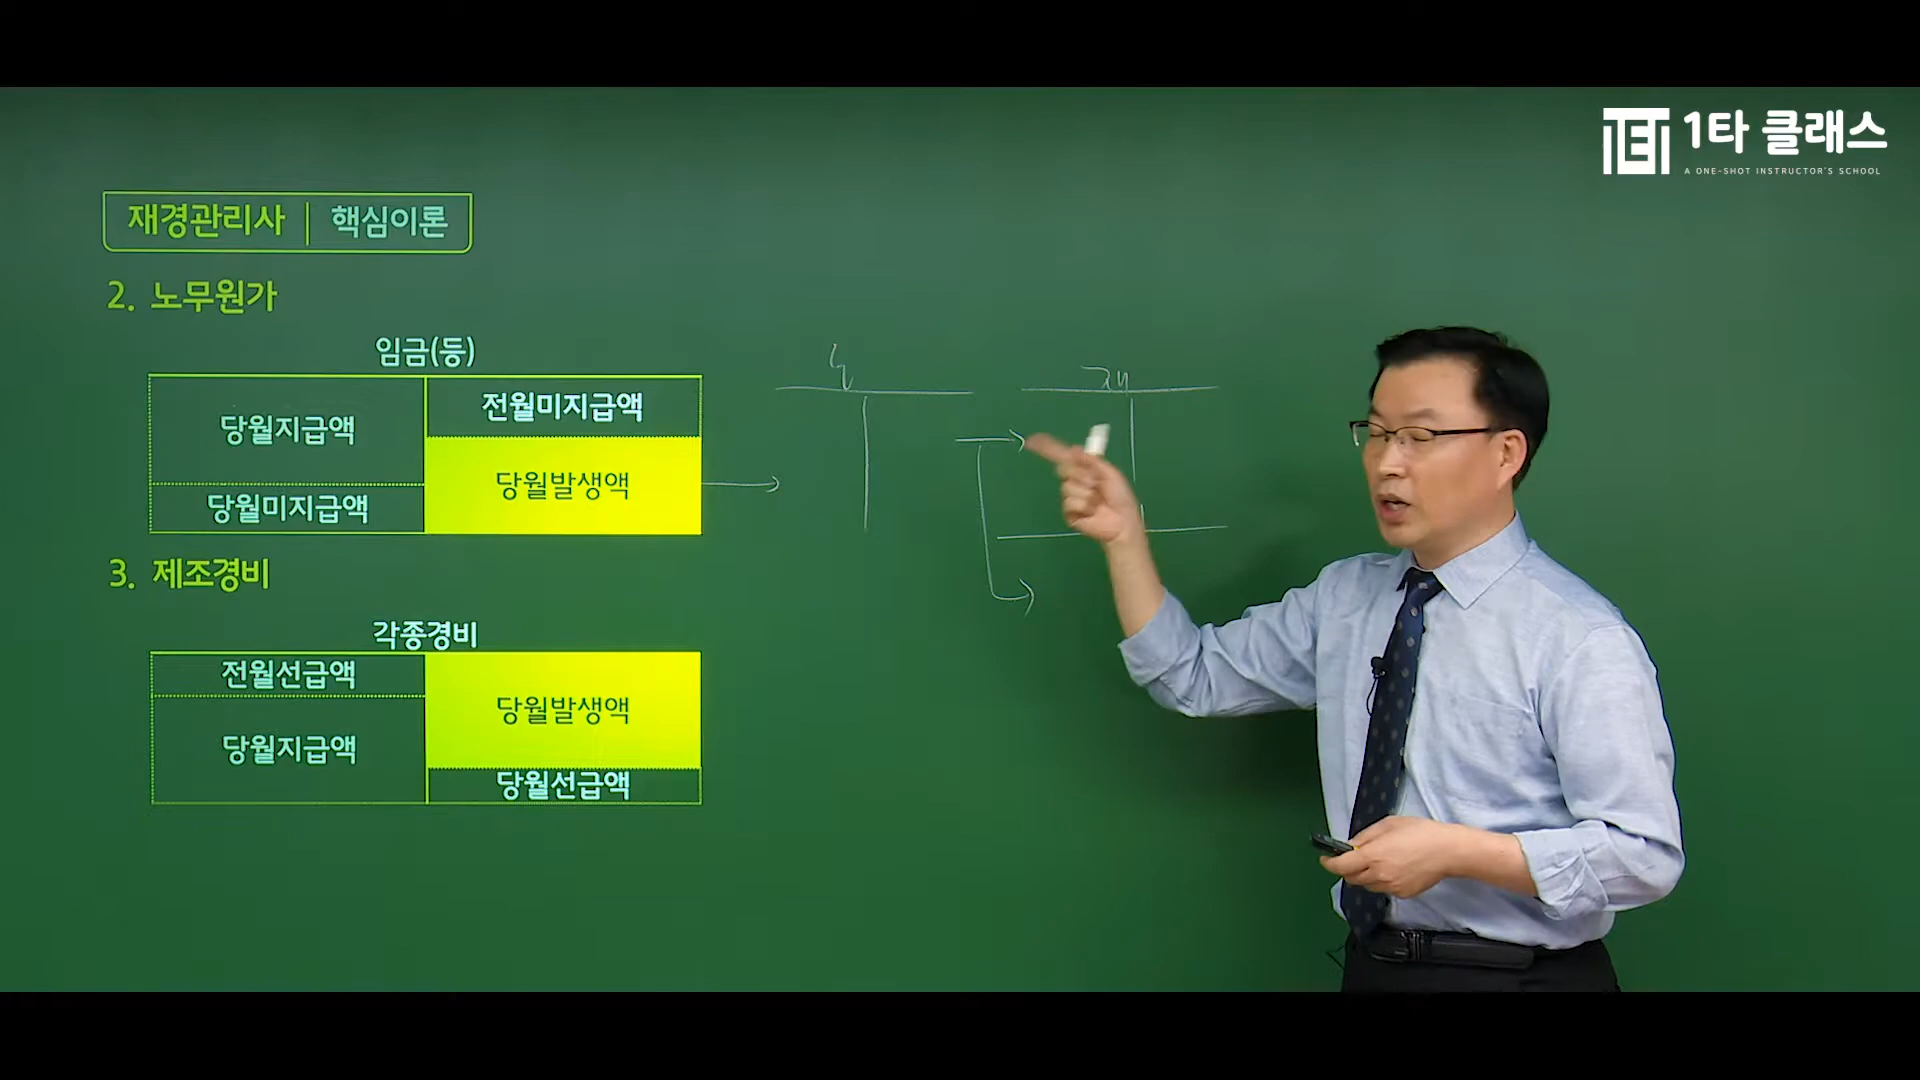 1타 클래스
A ONE-SHOT INSTRUCTOR'S SCHOOL
재경관리사 | 핵심이론
2. 노무원가
임금(등)
당월지급액
전월미지급액
당월미지급액
당월발생액
3. 제조경비
각종경비
전월선급액
당월발생액
당월지급액
당월선급액